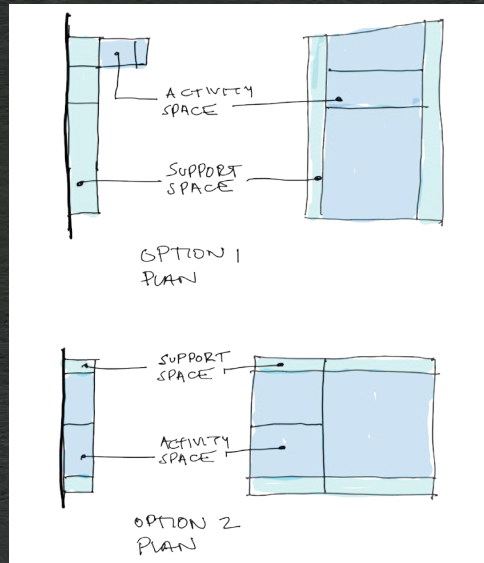 ACTIVITY
SPACE
SUPPORT
SPACE
OPTION 1
PLAN
SUPPORT
SPACE
ACTIVITY
SPACE
OPTION 2
PLAN